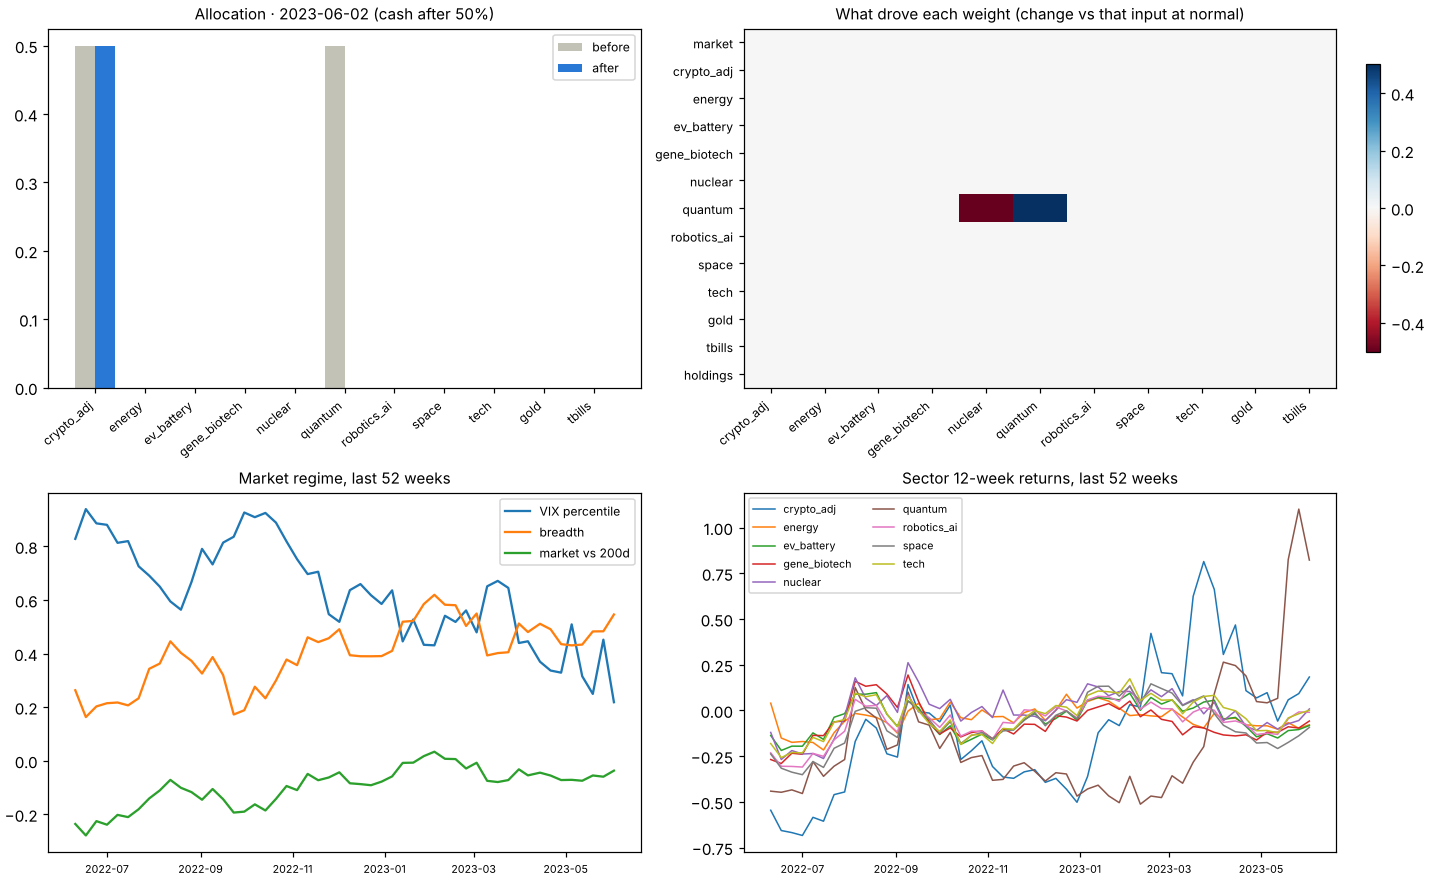 Allocation · 2023-06-02 (cash after 50%)
before
after
0.5
0.4
0.3
0.2
0.1
0.0
crypto_adj
energy
ev_battery
gene_biotech
nuclear
quantum
robotics_ai
space
tech
gold
tbills
What drove each weight (change vs that input at normal)
market
crypto_adj
energy
ev_battery
gene_biotech
nuclear
quantum
robotics_ai
space
tech
gold
tbills
holdings
crypto_adj
energy
ev_battery
gene_biotech
nuclear
quantum
robotics_ai
space
tech
gold
tbills
0.4
0.2
0.0
−0.2
−0.4
Market regime, last 52 weeks
VIX percentile
breadth
market vs 200d
0.8
0.6
0.4
0.2
0.0
−0.2
2022-07
2022-09
2022-11
2023-01
2023-03
2023-05
Sector 12-week returns, last 52 weeks
crypto_adj
energy
ev_battery
gene_biotech
nuclear
quantum
robotics_ai
space
tech
1.00
0.75
0.50
0.25
0.00
−0.25
−0.50
−0.75
2022-07
2022-09
2022-11
2023-01
2023-03
2023-05